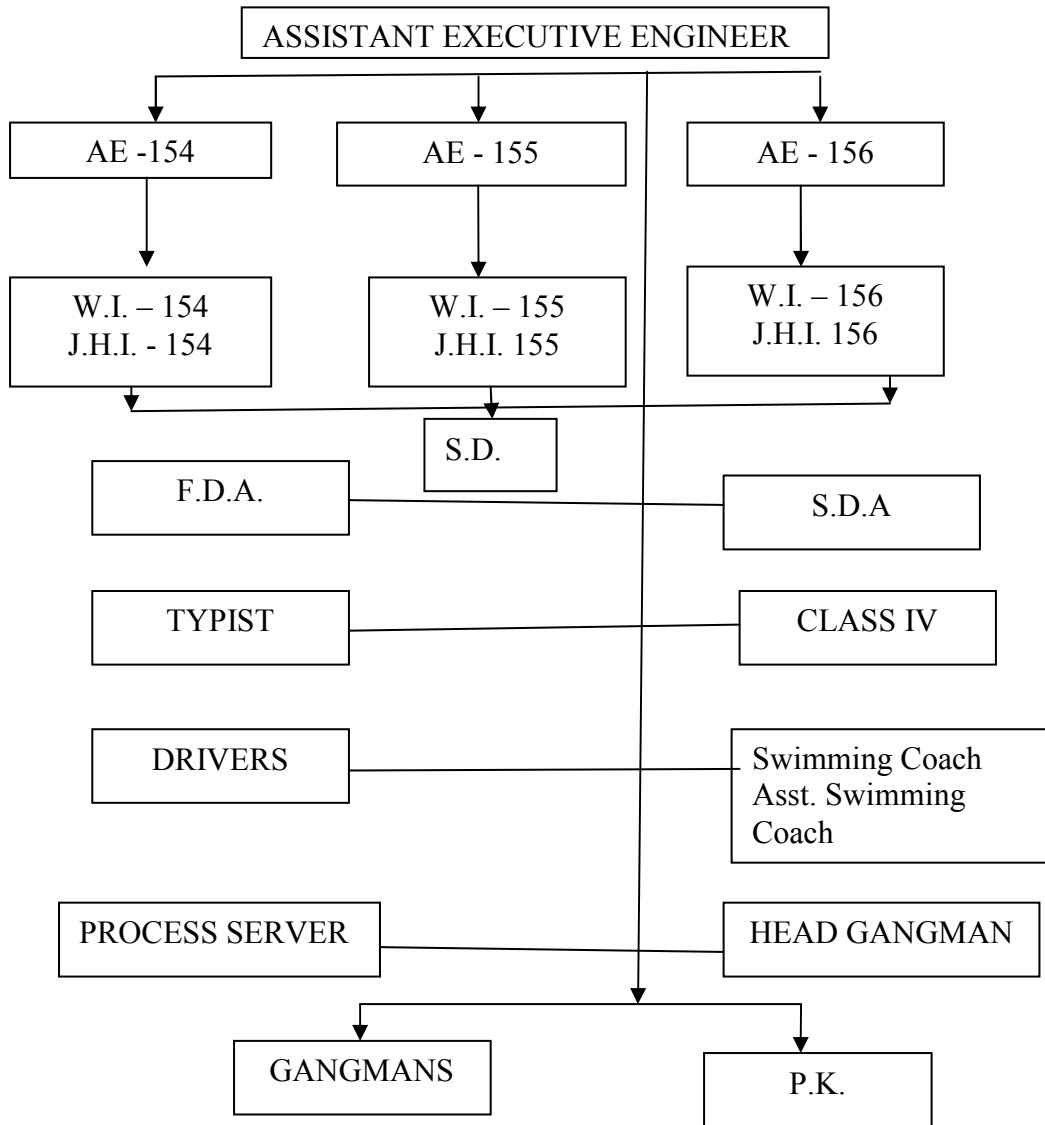 ASSISTANT EXECUTIVE ENGINEER
AE -154
AE - 155
AE - 156
W.I. – 154
J.H.I. - 154
W.I. – 155
J.H.I. 155
W.I. – 156
J.H.I. 156
S.D.
F.D.A.
S.D.A
TYPIST
CLASS IV
DRIVERS
Swimming Coach
Asst. Swimming
Coach
PROCESS SERVER
HEAD GANGMAN
GANGMANS
P.K.